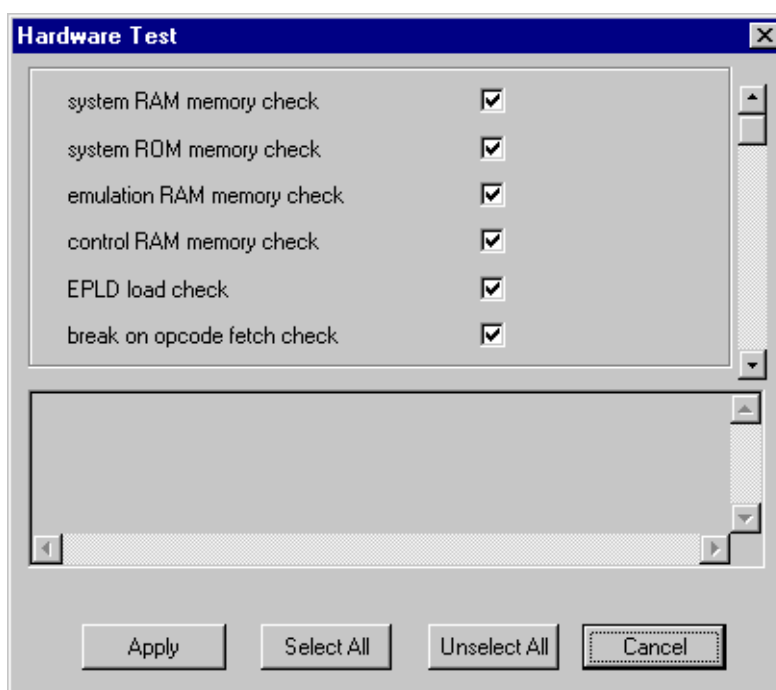 Hardware Test
system RAM memory check
system ROM memory check
emulation RAM memory check
control RAM memory check
EPLD load check
break on opcode fetch check
Apply Select All Unselect All Cancel